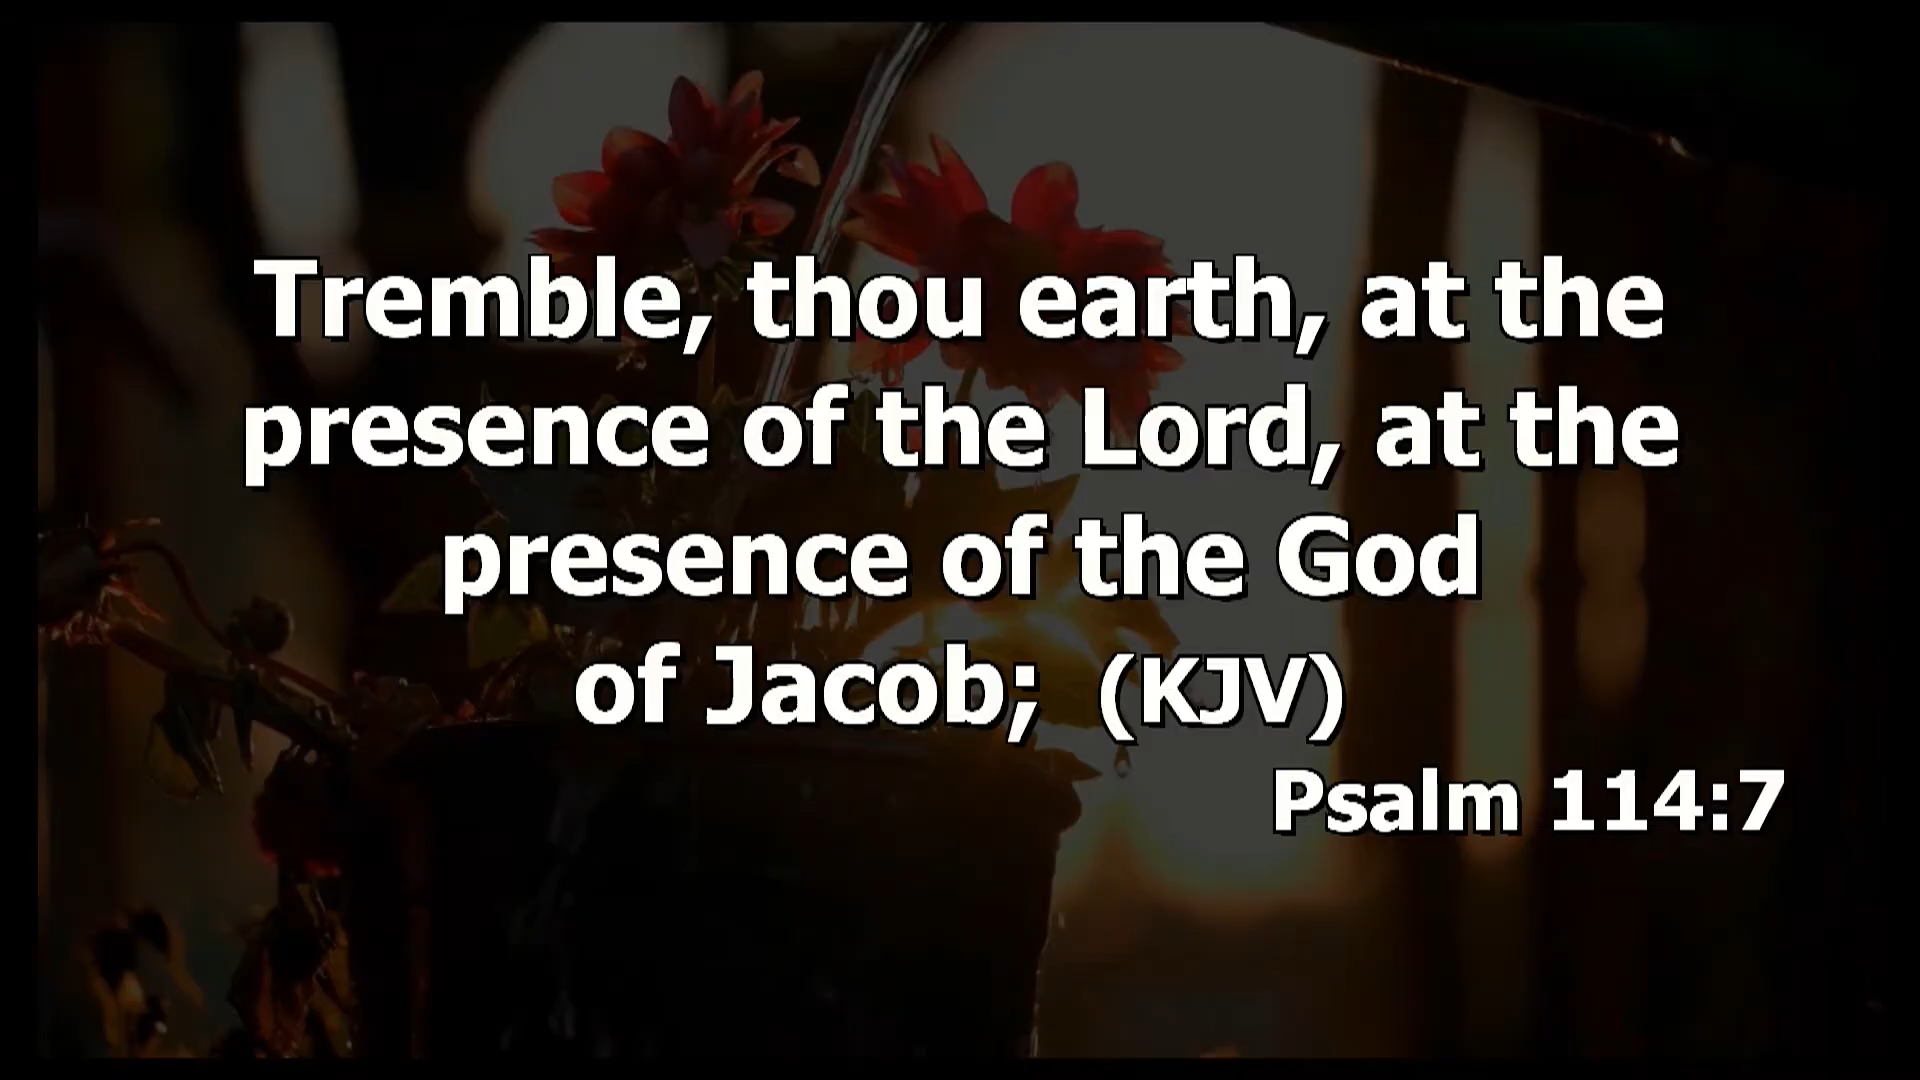 Tremble, thou earth, at the
presence of the Lord, at the
presence of the God
of Jacob; (KJV)
Psalm 114:7